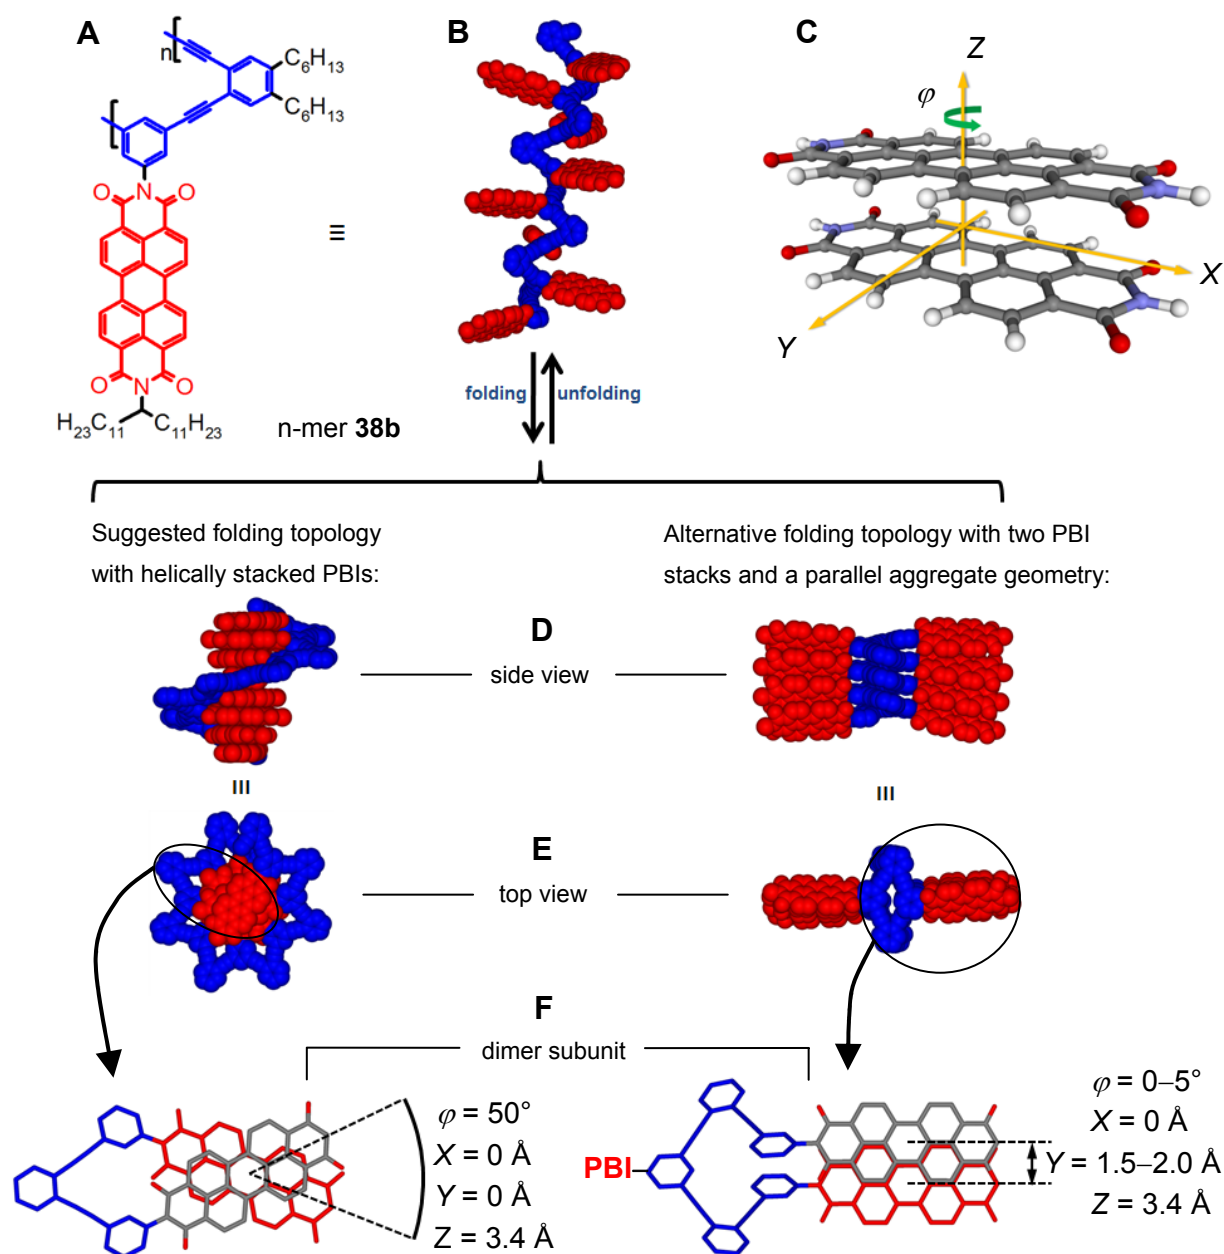 A
B
C
n
C6H13
C6H13
O
N
O
O
N
O
H23C11
C11H23
≡
n-mer 38b
Z
φ
X
Y
folding
unfolding
Suggested folding topology
with helically stacked PBIs:
Alternative folding topology with two PBI
stacks and a parallel aggregate geometry:
D
side view
≡
≡
E
top view
F
dimer subunit
φ = 50°
X = 0 Å
Y = 0 Å
Z = 3.4 Å
PBI
φ = 0–5°
X = 0 Å
Y = 1.5–2.0 Å
Z = 3.4 Å